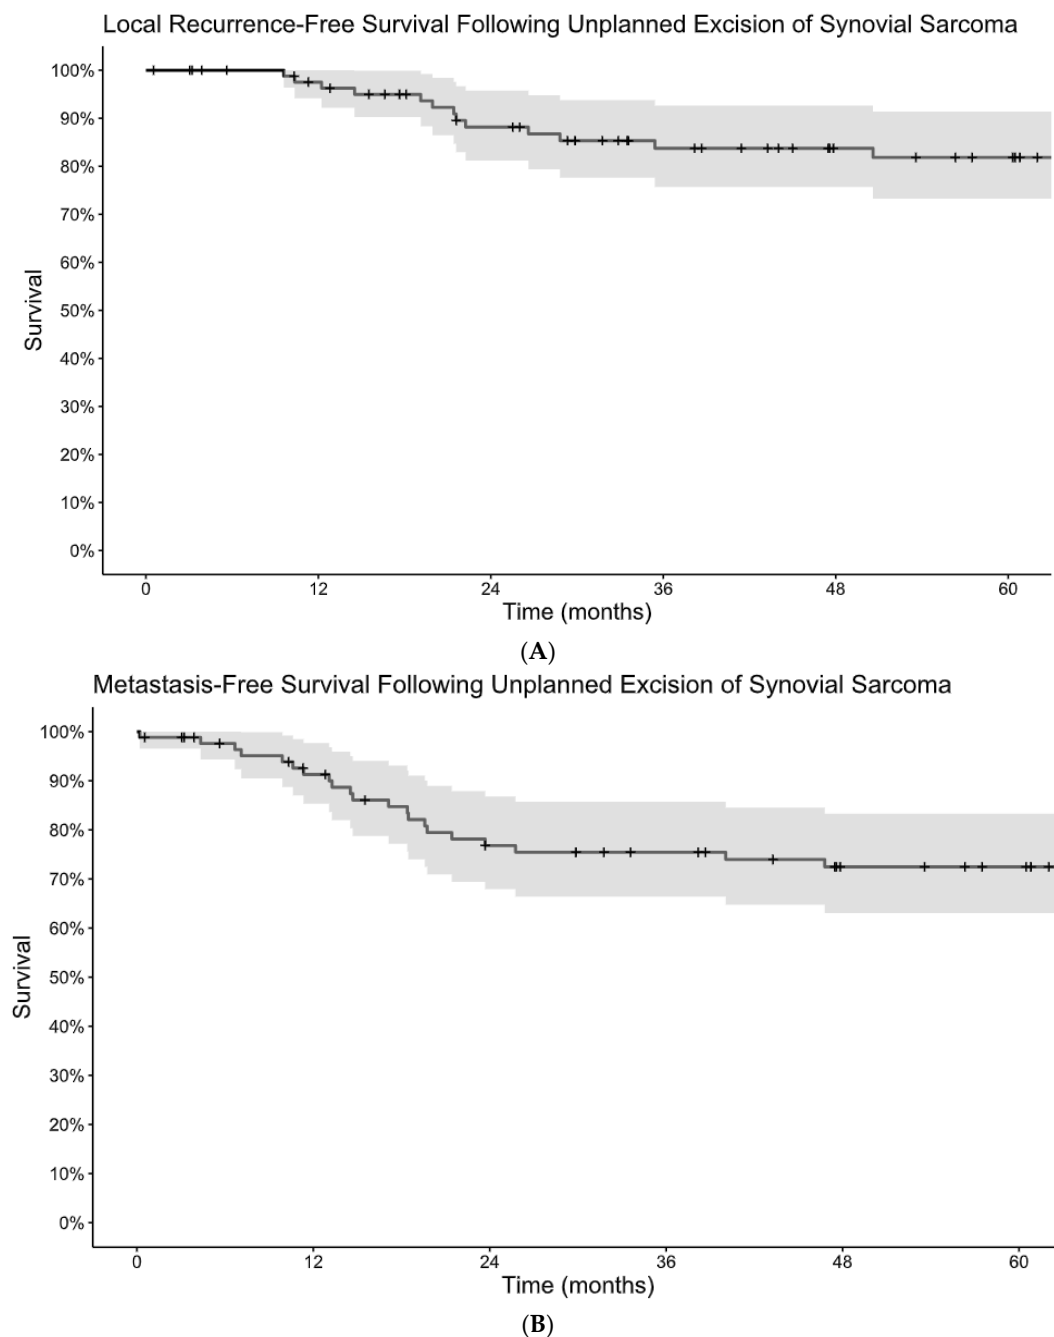 Local Recurrence-Free Survival Following Unplanned Excision of Synovial Sarcoma
100%
90%
80%
70%
60%
50%
40%
30%
20%
10%
0%
Survival
0 12 24 36 48 60
Time (months)
(A)
Metastasis-Free Survival Following Unplanned Excision of Synovial Sarcoma
100%
90%
80%
70%
60%
50%
40%
30%
20%
10%
0%
Survival
0 12 24 36 48 60
Time (months)
(B)